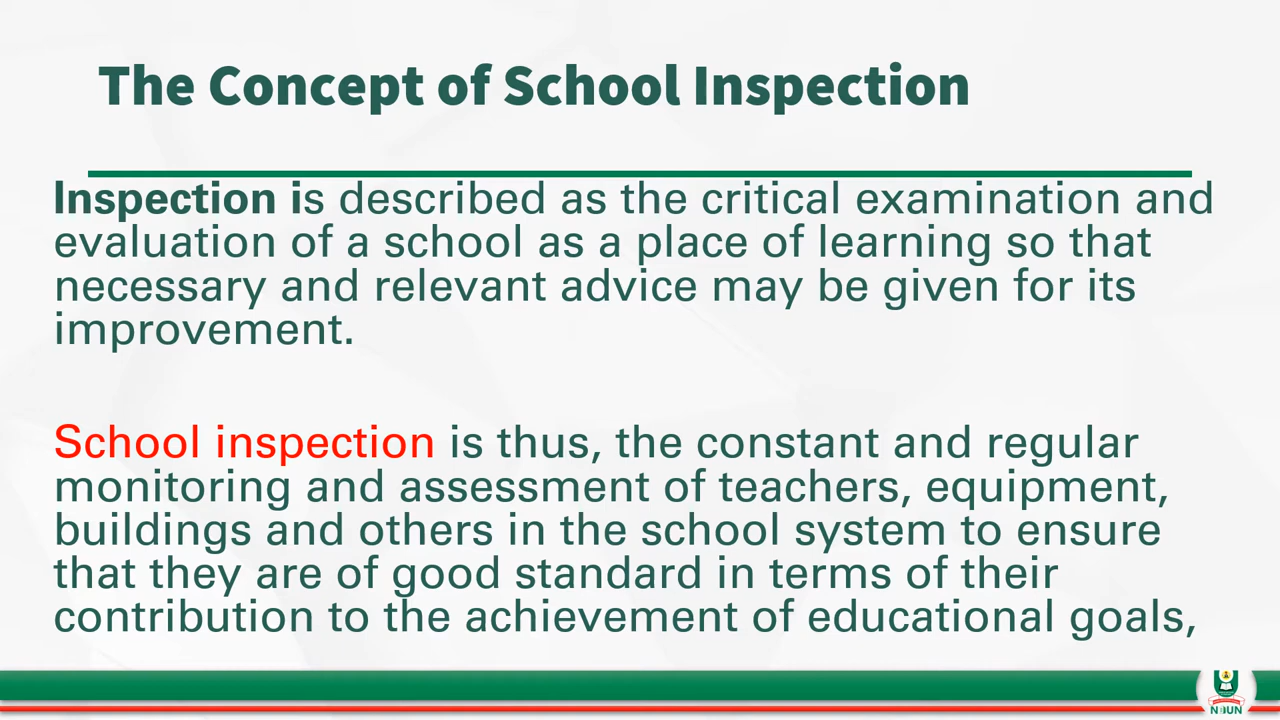 The Concept of School Inspection
Inspection is described as the critical examination and
evaluation of a school as a place of learning so that
necessary and relevant advice may be given for its
improvement.
School inspection is thus, the constant and regular
monitoring and assessment of teachers, equipment,
buildings and others in the school system to ensure
that they are of good standard in terms of their
contribution to the achievement of educational goals,
NOUN